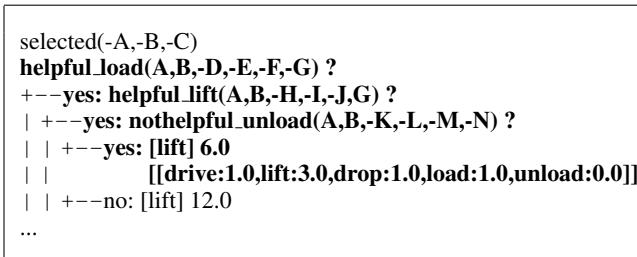 selected(-A,-B,-C)
helpful_load(A,B,-D,-E,-F,-G) ?
+--yes: helpful_lift(A,B,-H,-I,-J,G) ?
| +--yes: nothelpful_unload(A,B,-K,-L,-M,-N) ?
| | +--yes: [lift] 6.0
| | [[drive:1.0,lift:3.0,drop:1.0,load:1.0,unload:0.0]]
| | +--no: [lift] 12.0
...